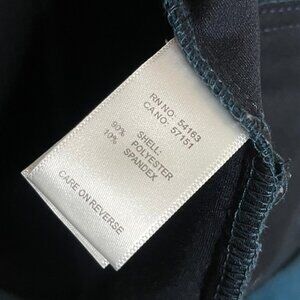 RN NO: 54163
CA NO: 57151
SHELL:
90% POLYESTER
10% SPANDEX
CARE ON REVERSE